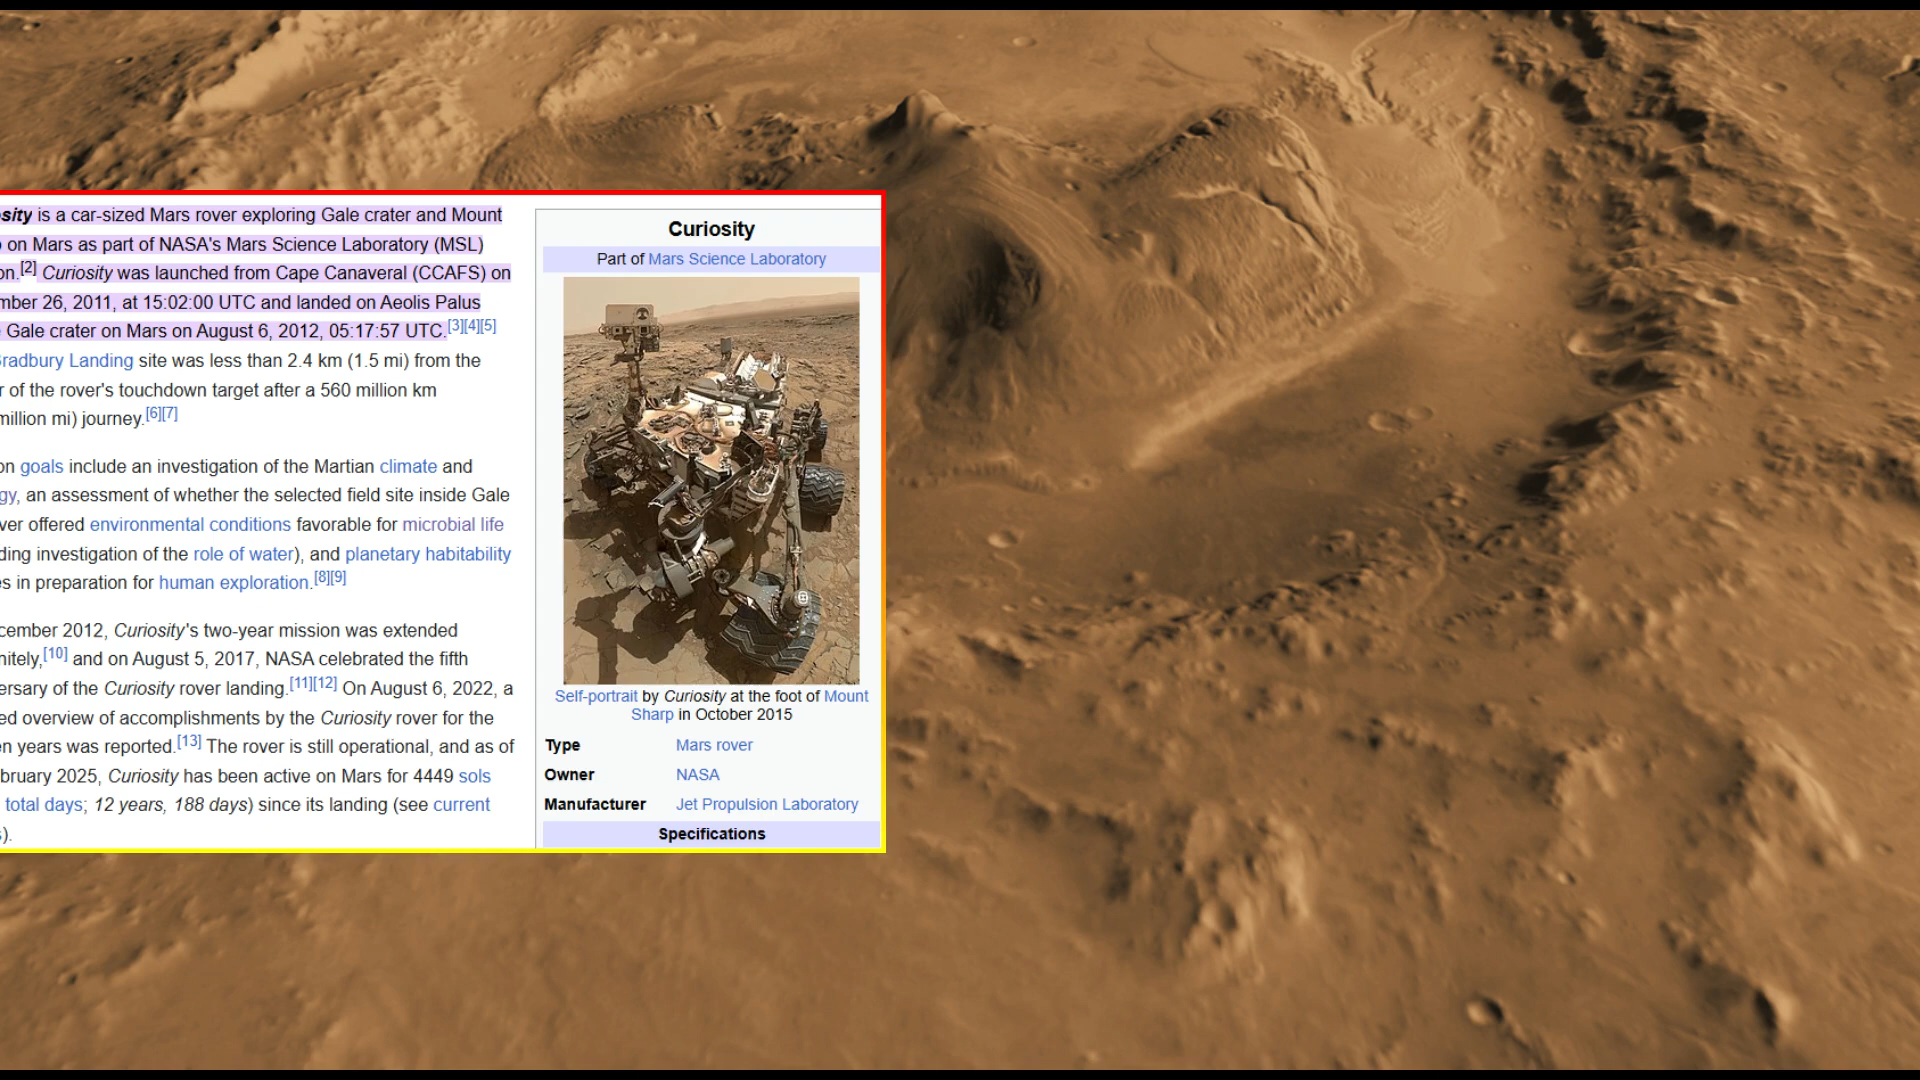 sity is a car-sized Mars rover exploring Gale crater and Mount
on Mars as part of NASA's Mars Science Laboratory (MSL)
on.[2] Curiosity was launched from Cape Canaveral (CCAFS) on
mber 26, 2011, at 15:02:00 UTC and landed on Aeolis Palus
Gale crater on Mars on August 6, 2012, 05:17:57 UTC.[3][4][5]
Bradbury Landing site was less than 2.4 km (1.5 mi) from the
r of the rover's touchdown target after a 560 million km
million mi) journey.[6][7]
on goals include an investigation of the Martian climate and
gy, an assessment of whether the selected field site inside Gale
ver offered environmental conditions favorable for microbial life
ding investigation of the role of water), and planetary habitability
es in preparation for human exploration.[8][9]
cember 2012, Curiosity's two-year mission was extended
nitely,[10] and on August 5, 2017, NASA celebrated the fifth
ersary of the Curiosity rover landing.[11][12] On August 6, 2022, a
ed overview of accomplishments by the Curiosity rover for the
en years was reported.[13] The rover is still operational, and as of
bruary 2025, Curiosity has been active on Mars for 4449 sols
total days; 12 years, 188 days) since its landing (see current
s).
Curiosity
Part of Mars Science Laboratory
Self-portrait by Curiosity at the foot of Mount
Sharp in October 2015
Type Mars rover
Owner NASA
Manufacturer Jet Propulsion Laboratory
Specifications